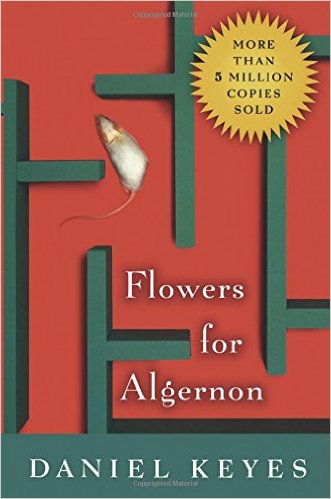 MORE
THAN
5 MILLION
COPIES
SOLD
Flowers
for
Algernon
DANIEL KEYES